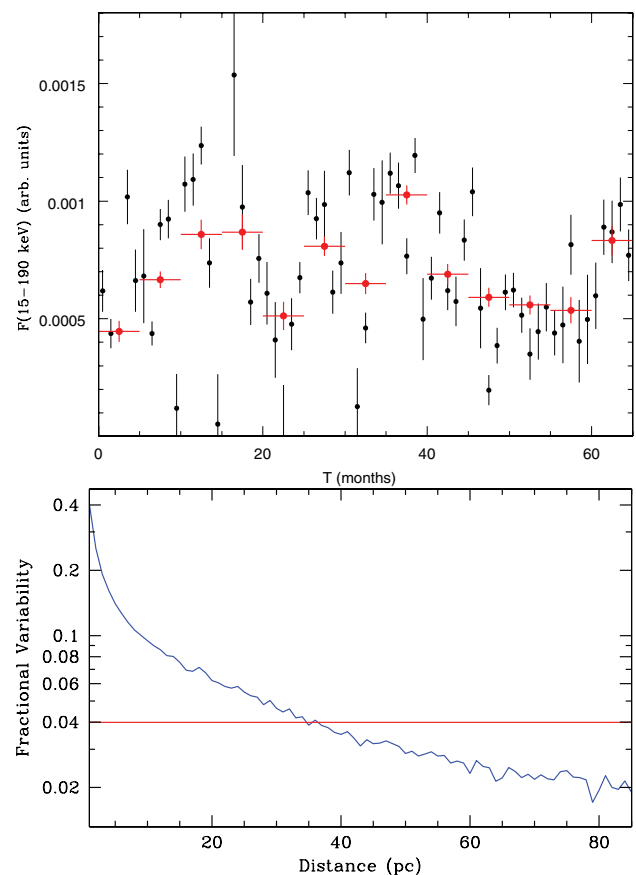 F(15−190 keV) (arb. units)
0.0015
0.001
0.0005
0 20 40 60
T (months)
Fractional Variability
0.4
0.2
0.1
0.08
0.06
0.04
0.02
20 40 60 80
Distance (pc)